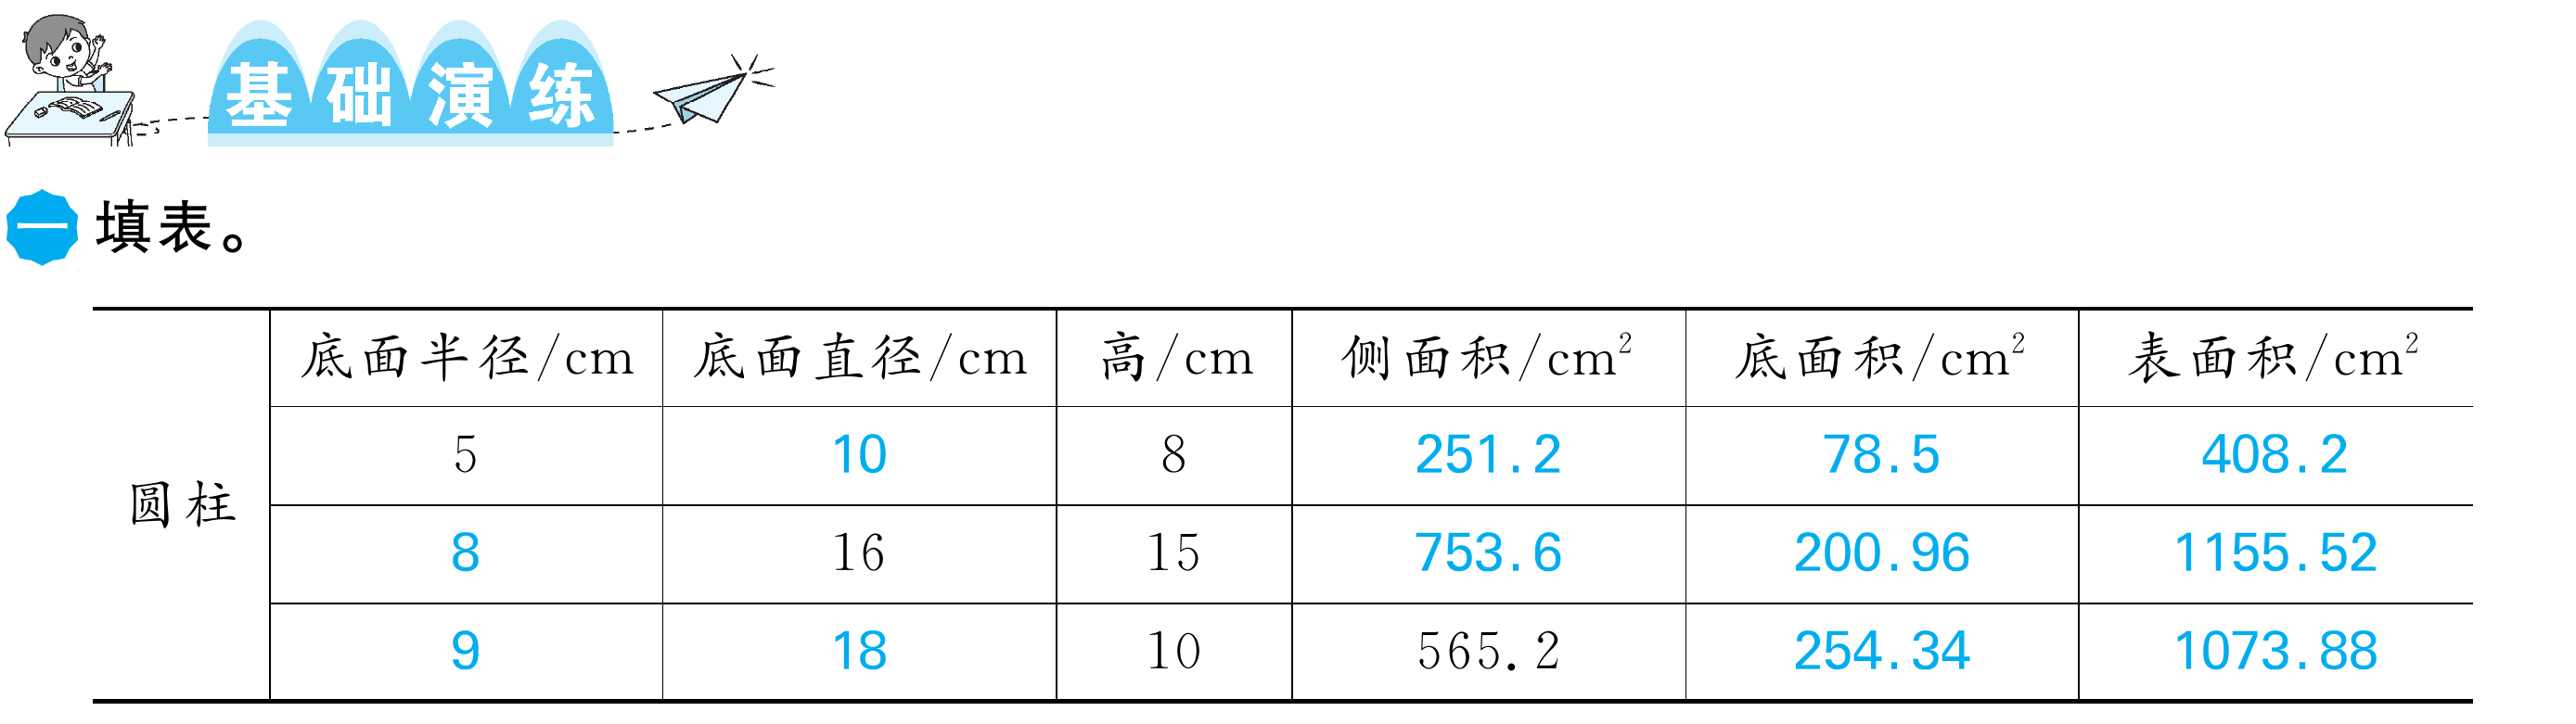 基础演练
一 填表。
圆柱 底面半径/cm 底面直径/cm 高/cm 侧面积/cm² 底面积/cm² 表面积/cm²
5 10 8 251.2 78.5 408.2
8 16 15 753.6 200.96 1155.52
9 18 10 565.2 254.34 1073.88